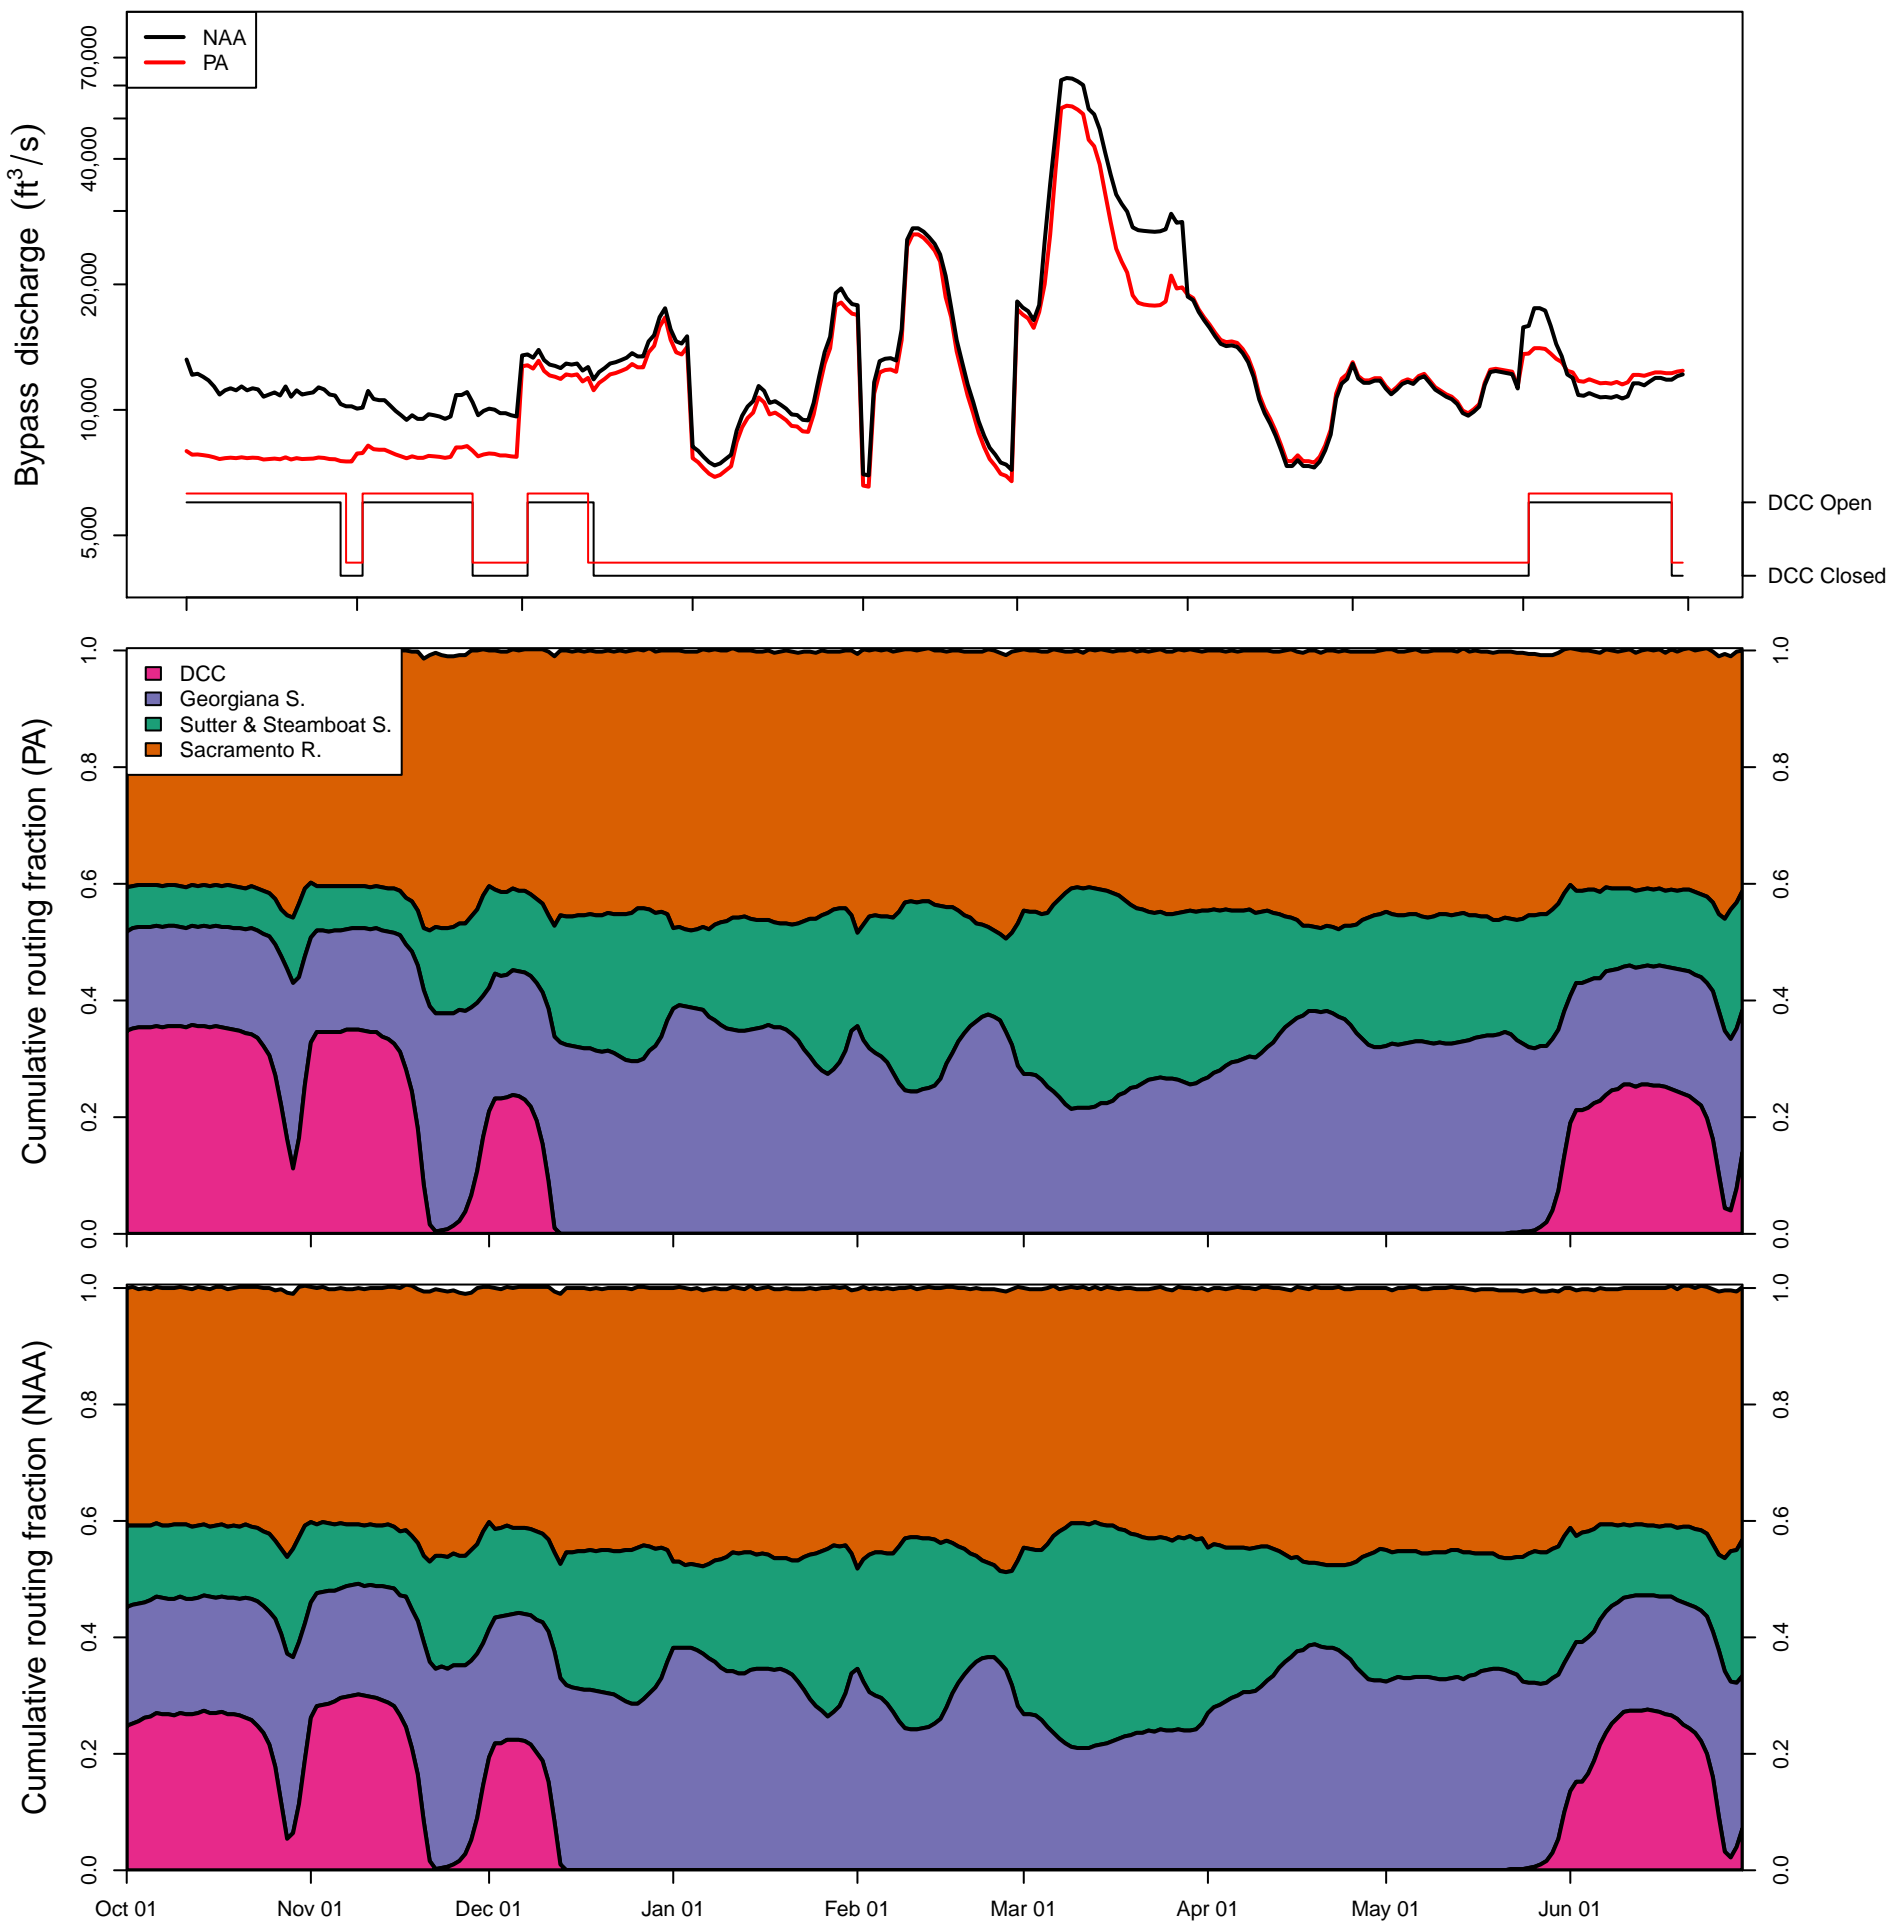 Bypass discharge (ft³/s)
70,000
40,000
20,000
10,000
5,000
NAA
PA
DCC Open
DCC Closed
Cumulative routing fraction (PA)
1.0
0.8
0.6
0.4
0.2
0.0
DCC
Georgiana S.
Sutter & Steamboat S.
Sacramento R.
1.0
0.8
0.6
0.4
0.2
0.0
Cumulative routing fraction (NAA)
1.0
0.8
0.6
0.4
0.2
0.0
1.0
0.8
0.6
0.4
0.2
0.0
Oct 01 Nov 01 Dec 01 Jan 01 Feb 01 Mar 01 Apr 01 May 01 Jun 01